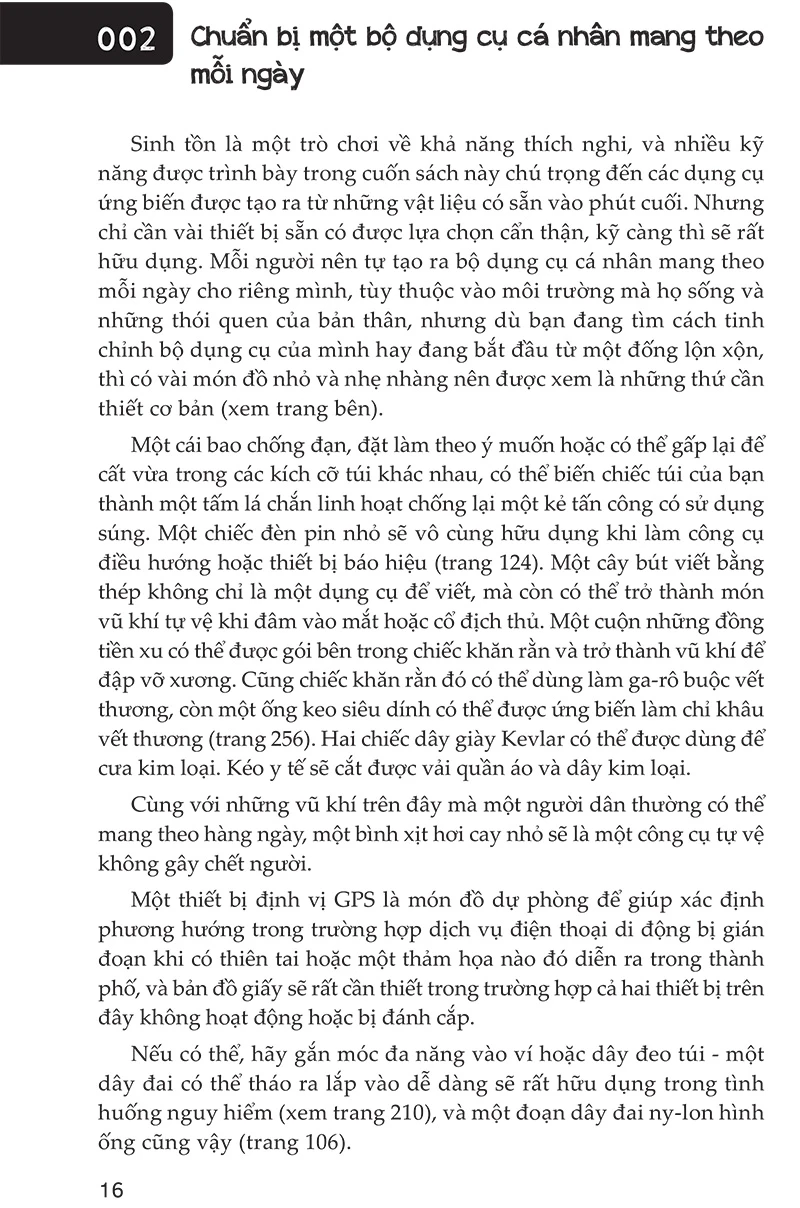 002
Chuẩn bị một bộ dụng cụ cá nhân mang theo
mỗi ngày
Sinh tồn là một trò chơi về khả năng thích nghi, và nhiều kỹ
năng được trình bày trong cuốn sách này chú trọng đến các dụng cụ
ứng biến được tạo ra từ những vật liệu có sẵn vào phút cuối. Nhưng
chỉ cần vài thiết bị sẵn có được lựa chọn cẩn thận, kỹ càng thì sẽ rất
hữu dụng. Mỗi người nên tự tạo ra bộ dụng cụ cá nhân mang theo
mỗi ngày cho riêng mình, tùy thuộc vào môi trường mà họ sống và
những thói quen của bản thân, nhưng dù bạn đang tìm cách tinh
chỉnh bộ dụng cụ của mình hay đang bắt đầu từ một đống lộn xộn,
thì có vài món đồ nhỏ và nhẹ nhàng nên được xem là những thứ cần
thiết cơ bản (xem trang bên).
Một cái bao chống đạn, đặt làm theo ý muốn hoặc có thể gấp lại để
cất vừa trong các kích cỡ túi khác nhau, có thể biến chiếc túi của bạn
thành một tấm lá chắn linh hoạt chống lại một kẻ tấn công có sử dụng
súng. Một chiếc đèn pin nhỏ sẽ vô cùng hữu dụng khi làm công cụ
điều hướng hoặc thiết bị báo hiệu (trang 124). Một cây bút viết bằng
thép không chỉ là một dụng cụ để viết, mà còn có thể trở thành món
vũ khí tự vệ khi đâm vào mắt hoặc cổ địch thủ. Một cuộn những đồng
tiền xu có thể được gói bên trong chiếc khăn rằn và trở thành vũ khí để
đập vỡ xương. Cũng chiếc khăn rằn đó có thể dùng làm ga-rô buộc vết
thương, còn một ống keo siêu dính có thể được ứng biến làm chỉ khâu
vết thương (trang 256). Hai chiếc dây giày Kevlar có thể được dùng để
cưa kim loại. Kéo y tế sẽ cắt được vải quần áo và dây kim loại.
Cùng với những vũ khí trên đây mà một người dân thường có thể
mang theo hàng ngày, một bình xịt hơi cay nhỏ sẽ là một công cụ tự vệ
không gây chết người.
Một thiết bị định vị GPS là món đồ dự phòng để giúp xác định
phương hướng trong trường hợp dịch vụ điện thoại di động bị gián
đoạn khi có thiên tai hoặc một thảm họa nào đó diễn ra trong thành
phố, và bản đồ giấy sẽ rất cần thiết trong trường hợp cả hai thiết bị trên
đây không hoạt động hoặc bị đánh cắp.
Nếu có thể, hãy gắn móc đa năng vào ví hoặc dây đeo túi - một
dây đai có thể tháo ra lắp vào dễ dàng sẽ rất hữu dụng trong tình
huống nguy hiểm (xem trang 210), và một đoạn dây đai ny-lon hình
ống cũng vậy (trang 106).
16